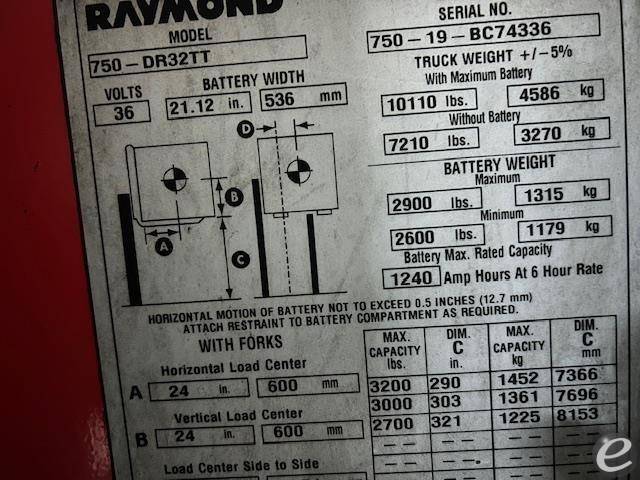 RAYMOND
MODEL
750-DR32TT
VOLTS
36
BATTERY WIDTH
21.12 in. 536 mm
SERIAL NO.
750-19-BC74336
TRUCK WEIGHT +/-5%
With Maximum Battery
10110 lbs. 4586 kg
Without Battery
7210 lbs. 3270 kg
BATTERY WEIGHT
Maximum
2900 lbs. 1315 kg
Minimum
2600 lbs. 1179 kg
Battery Max. Rated Capacity
1240 Amp Hours At 6 Hour Rate
D
B
A
C
HORIZONTAL MOTION OF BATTERY NOT TO EXCEED 0.5 INCHES (12.7 mm)
ATTACH RESTRAINT TO BATTERY COMPARTMENT AS REQUIRED.
WITH FORKS
Horizontal Load Center
A 24 in. 600 mm
Vertical Load Center
B 24 in. 600 mm
Load Center Side to Side
MAX. CAPACITY lbs. DIM. C in. MAX. CAPACITY kg DIM. C mm
3200 290 1452 7366
3000 303 1361 7696
2700 321 1225 8153
-- -- -- --
-- -- -- --
e